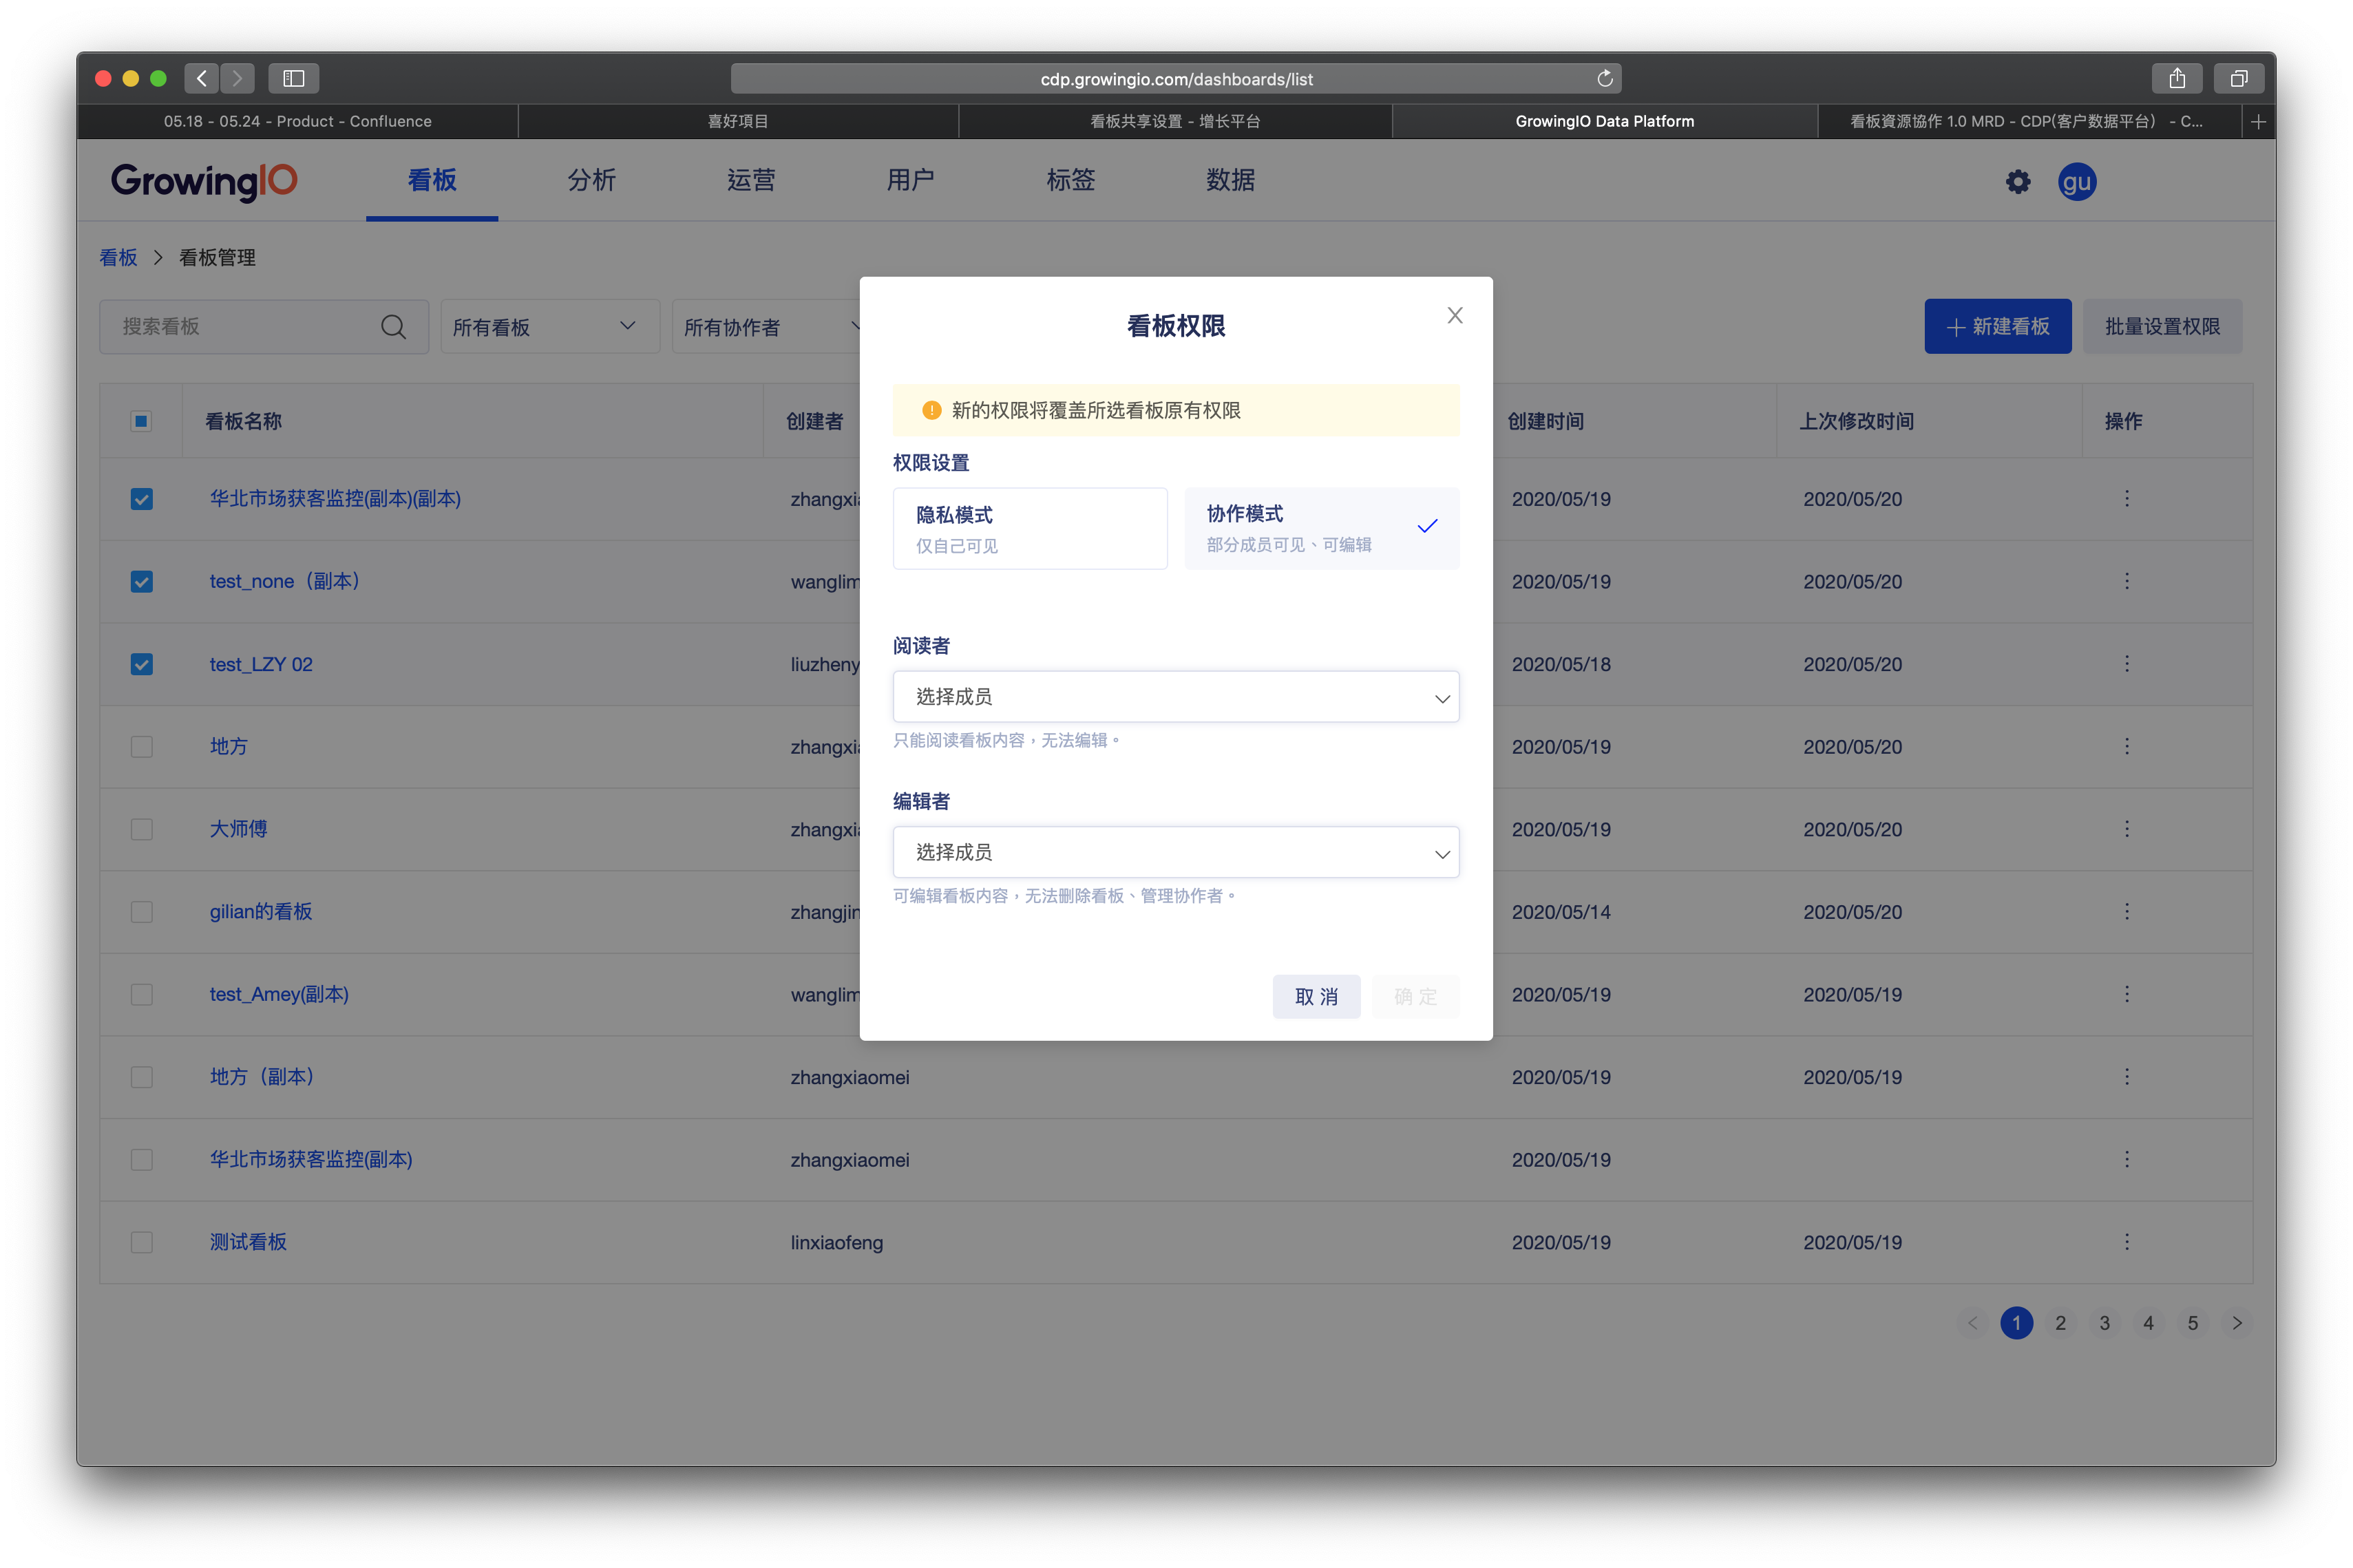 cdp.growingio.com/dashboards/list
05.18 - 05.24 - Product - Confluence
喜好項目
看板共享设置 - 增长平台
GrowingIO Data Platform
看板資源協作 1.0 MRD - CDP(客户数据平台) - C...
GrowingIO
看板
分析
运营
用户
标签
数据
gu
看板 > 看板管理
搜索看板
所有看板
所有协作者
+ 新建看板
批量设置权限
看板名称
创建者
创建时间
上次修改时间
操作
华北市场获客监控(副本)(副本)
zhangxia
2020/05/19
2020/05/20
test_none（副本）
wanglim
2020/05/19
2020/05/20
test_LZY 02
liuzheny
2020/05/18
2020/05/20
地方
zhangxia
2020/05/19
2020/05/20
大师傅
zhangxia
2020/05/19
2020/05/20
gilian的看板
zhangjin
2020/05/14
2020/05/20
test_Amey(副本)
wanglim
2020/05/19
2020/05/19
地方（副本）
zhangxiaomei
2020/05/19
2020/05/19
华北市场获客监控(副本)
zhangxiaomei
2020/05/19
测试看板
linxiaofeng
2020/05/19
2020/05/19
1
2
3
4
5
看板权限
新的权限将覆盖所选看板原有权限
权限设置
隐私模式
仅自己可见
协作模式
部分成员可见、可编辑
阅读者
选择成员
只能阅读看板内容，无法编辑。
编辑者
选择成员
可编辑看板内容，无法删除看板、管理协作者。
取 消
确 定